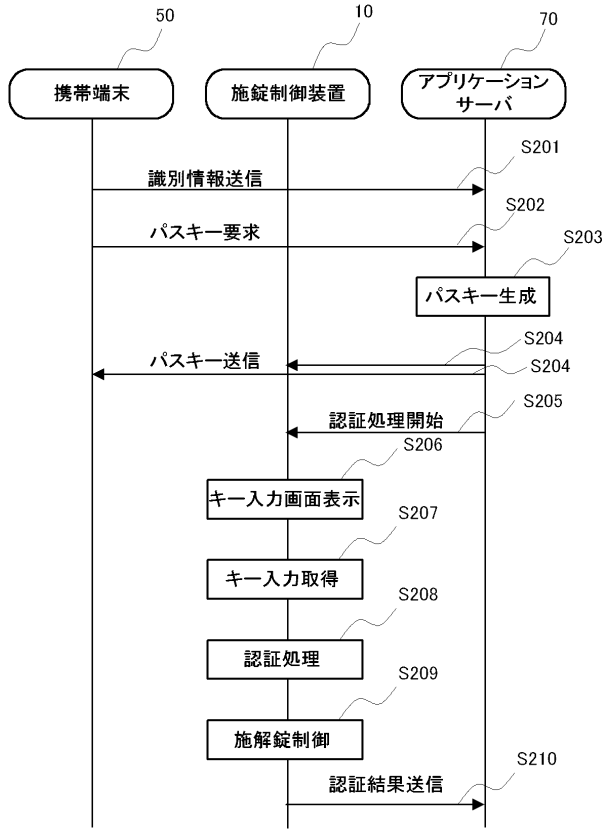 50
10
70
携帯端末
施錠制御装置
アプリケーション
サーバ
S201
識別情報送信
S202
パスキー要求
S203
パスキー生成
S204
パスキー送信
S204
S205
認証処理開始
S206
キー入力画面表示
S207
キー入力取得
S208
認証処理
S209
施解錠制御
S210
認証結果送信